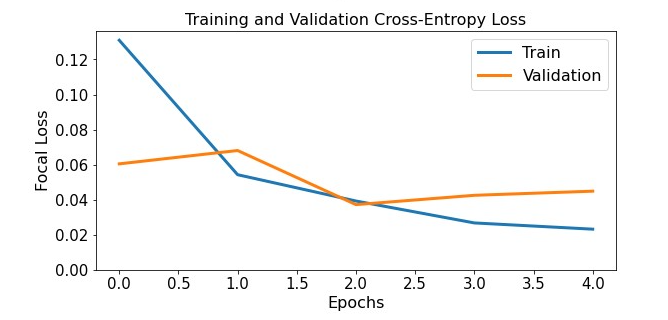 Training and Validation Cross-Entropy Loss
Train
Validation
Focal Loss
0.12
0.10
0.08
0.06
0.04
0.02
0.00
0.0 0.5 1.0 1.5 2.0 2.5 3.0 3.5 4.0
Epochs